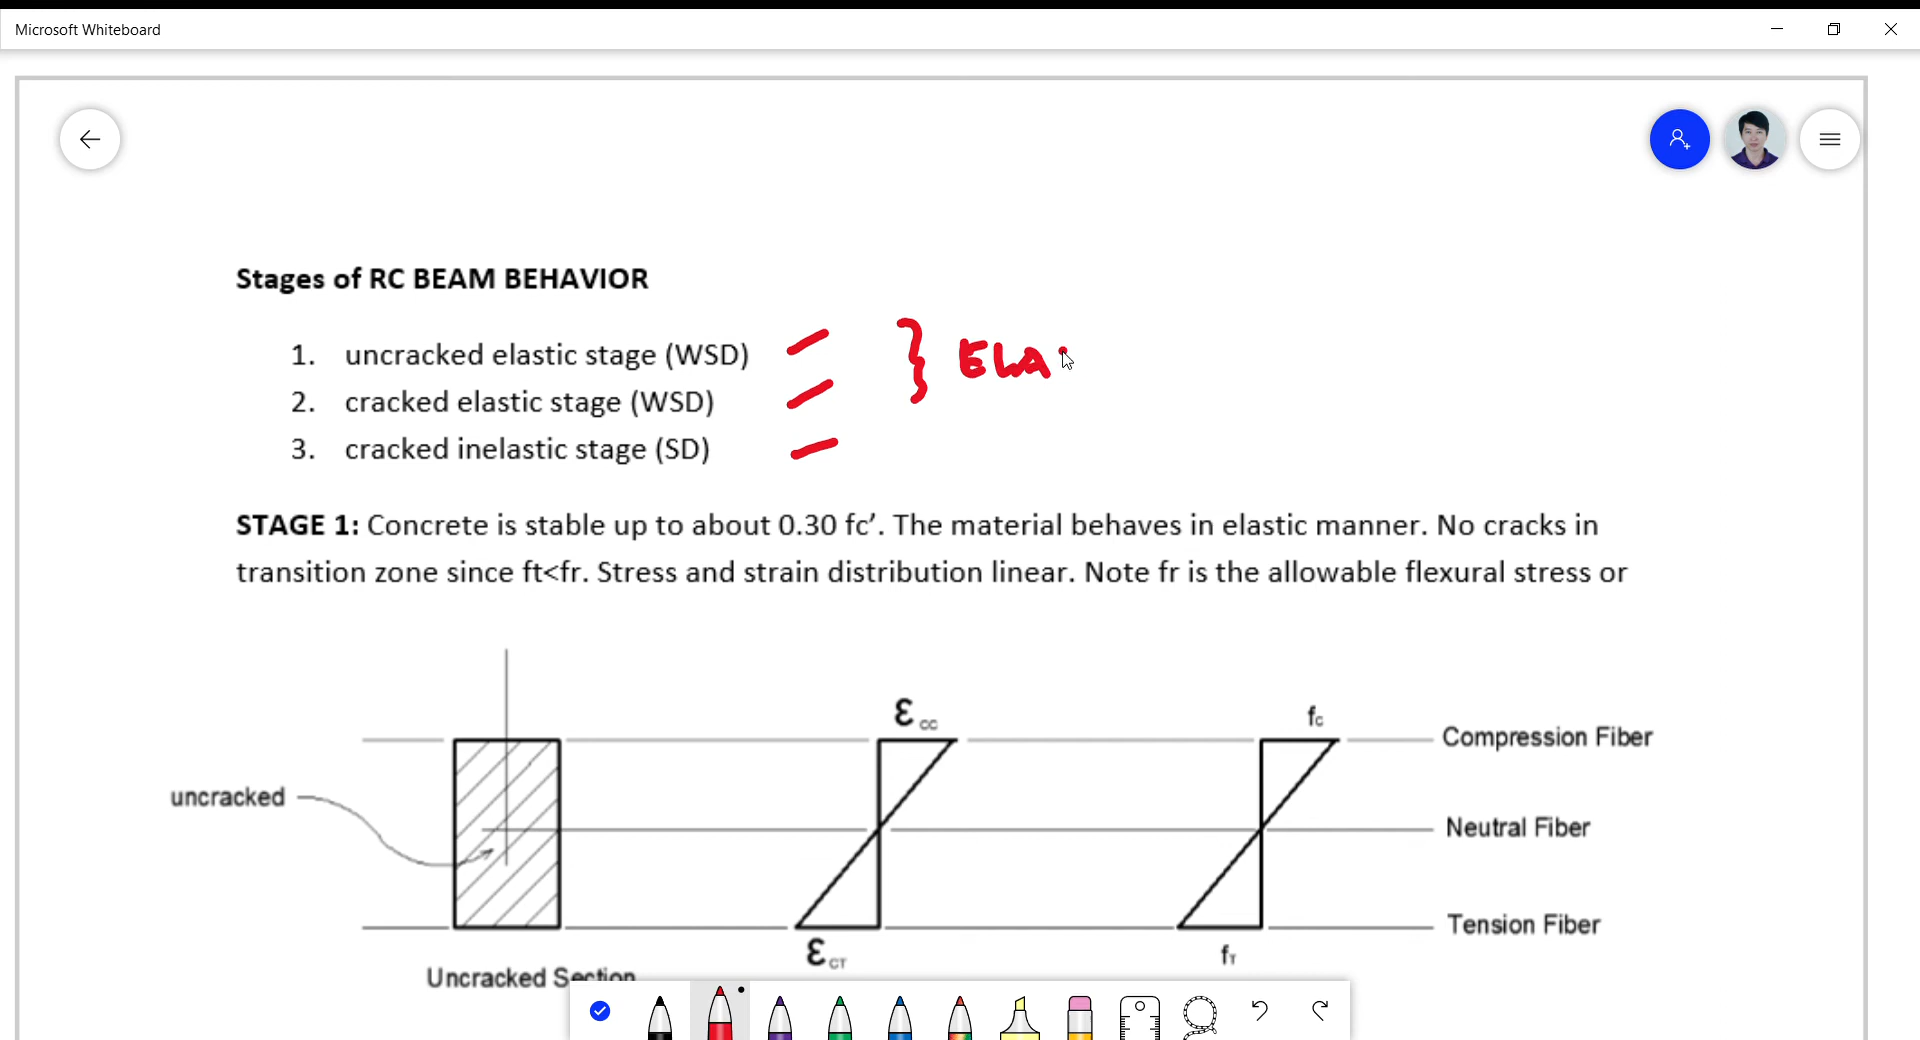 Microsoft Whiteboard
Stages of RC BEAM BEHAVIOR
1. uncracked elastic stage (WSD)
2. cracked elastic stage (WSD)
3. cracked inelastic stage (SD)
} ELA
STAGE 1: Concrete is stable up to about 0.30 fc’. The material behaves in elastic manner. No cracks in
transition zone since ft<fr. Stress and strain distribution linear. Note fr is the allowable flexural stress or
Ɛcc
fc
Compression Fiber
uncracked
Neutral Fiber
Tension Fiber
ƐCT
fT
Uncracked Section